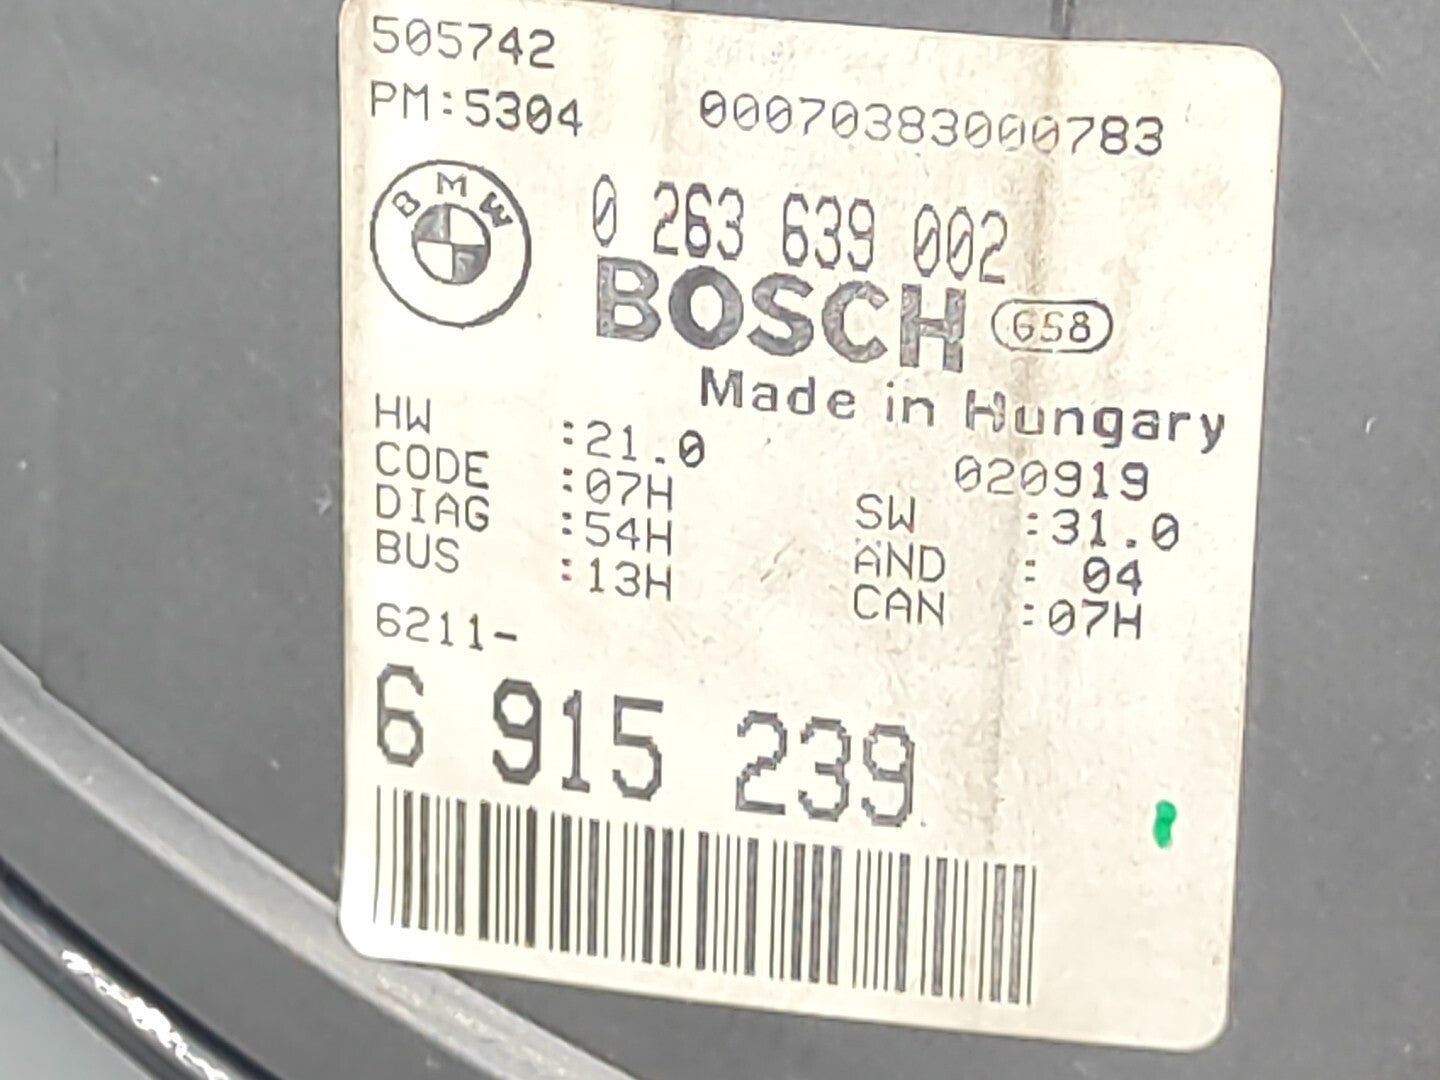 505742
PM:5304 00070383000783
BMW
0 263 639 002
BOSCH 658
Made in Hungary
020919
HW :21.0
CODE :07H
DIAG :54H
BUS :13H
SW :31.0
AND : 04
CAN :07H
6211-
6 915 239